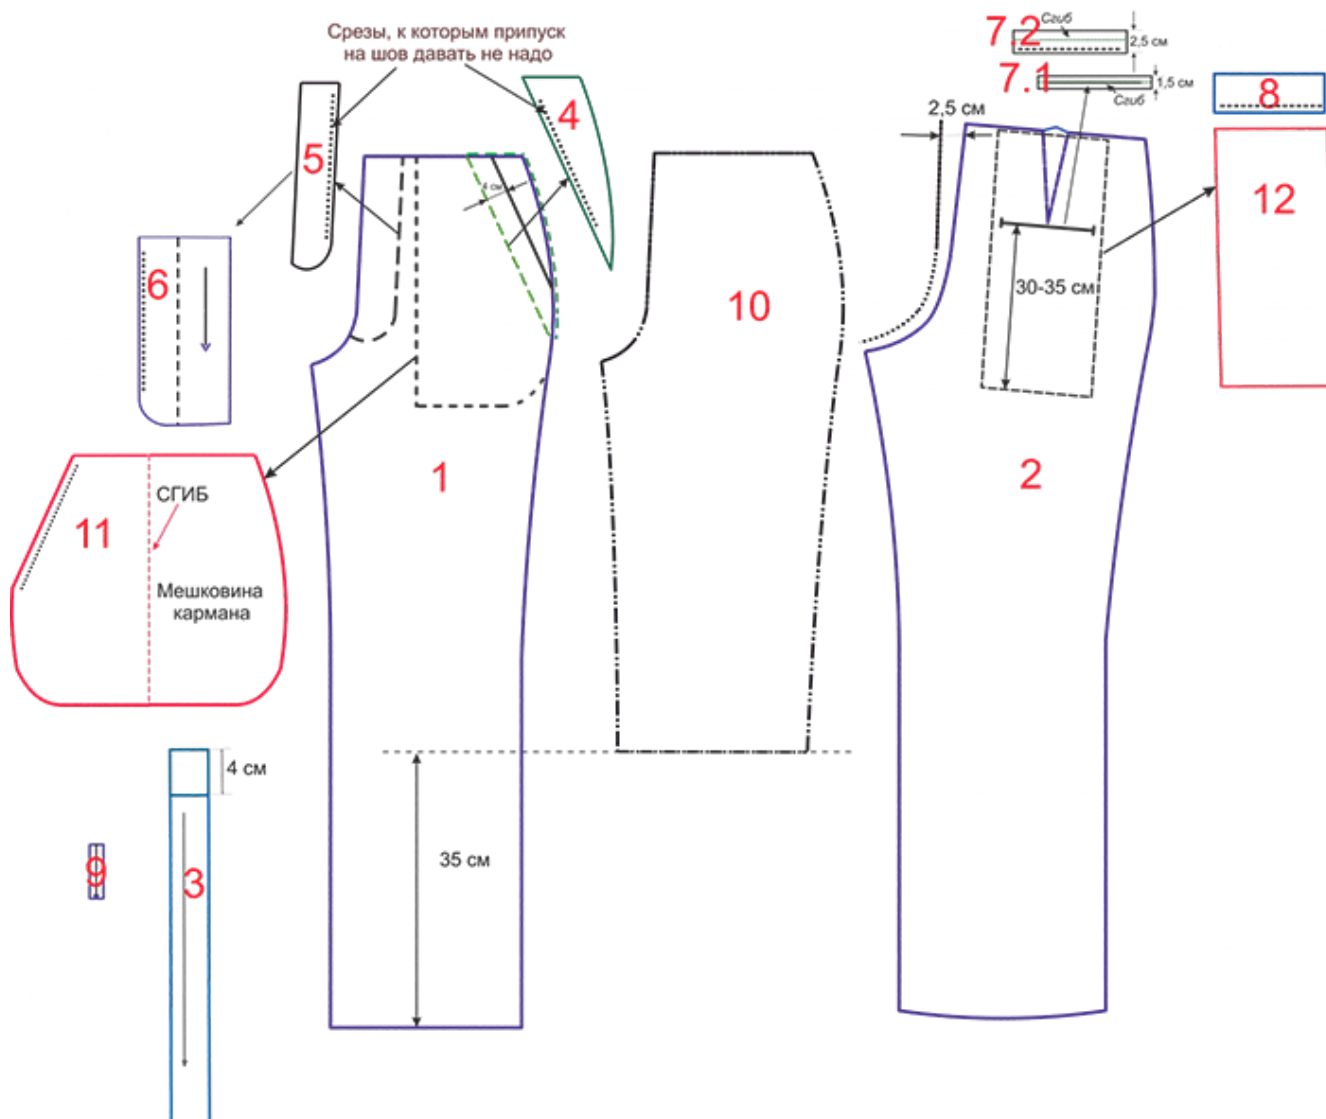 Срезы, к которым припуск
на шов давать не надо
7.2
Сгиб
2,5 см
7.1
Сгиб
1,5 см
8
4
5
2,5 см
12
4 см
6
30-35 см
10
1
2
СГИБ
11
Мешковина
кармана
4 см
9
3
35 см